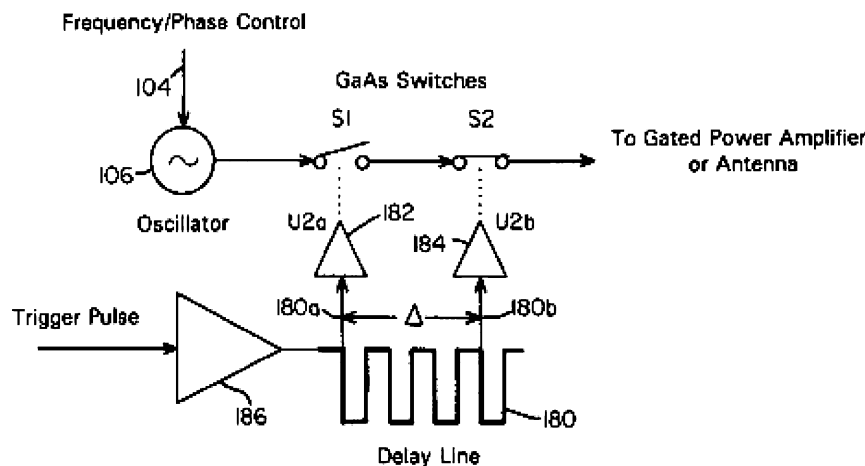 Frequency/Phase Control
104
GaAs Switches
S1
S2
To Gated Power Amplifier
or Antenna
106
Oscillator
U2a
182
184
U2b
180a
Δ
180b
Trigger Pulse
186
180
Delay Line